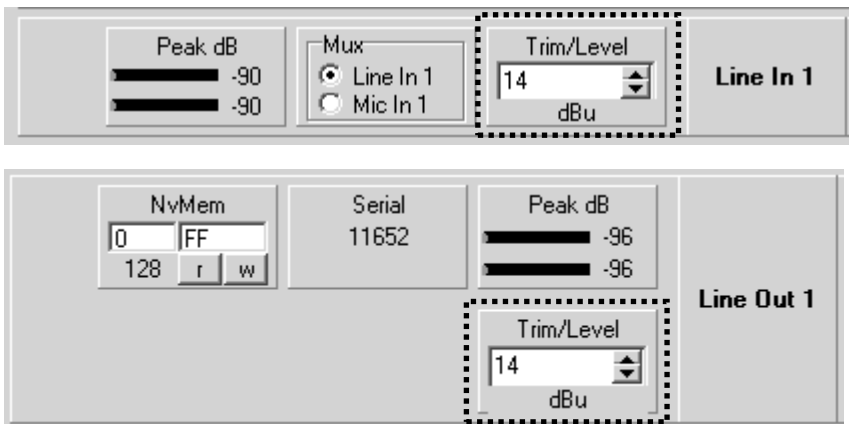 Peak dB
-90
-90
Mux
Line In 1
Mic In 1
Trim/Level
14
dBu
Line In 1
NvMem
0 FF
128 r w
Serial
11652
Peak dB
-96
-96
Trim/Level
14
dBu
Line Out 1